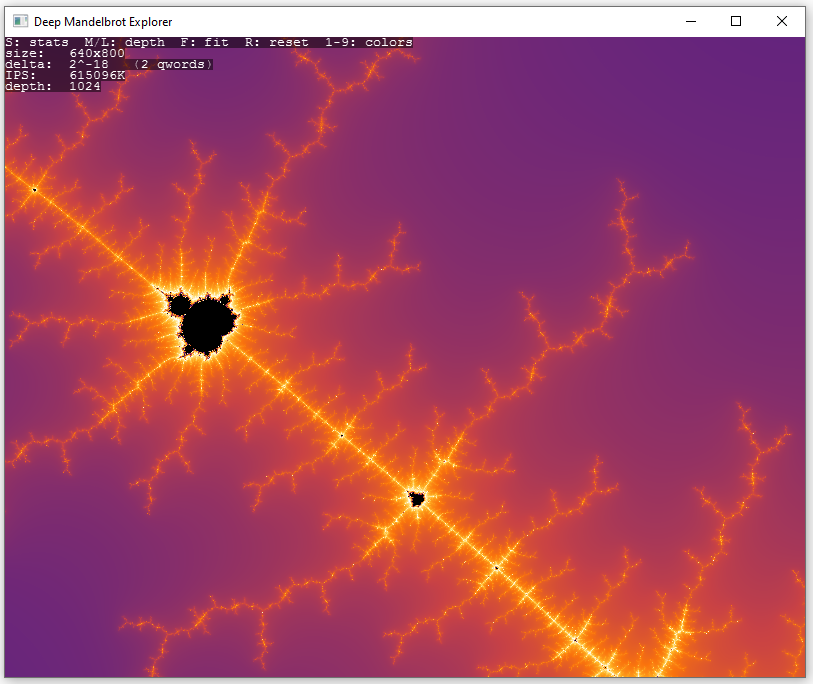 Deep Mandelbrot Explorer
S: stats  M/L: depth  F: fit  R: reset  1-9: colors
size:   640x800
delta:  2^-18   (2 qwords)
IPS:    615096K
depth:  1024